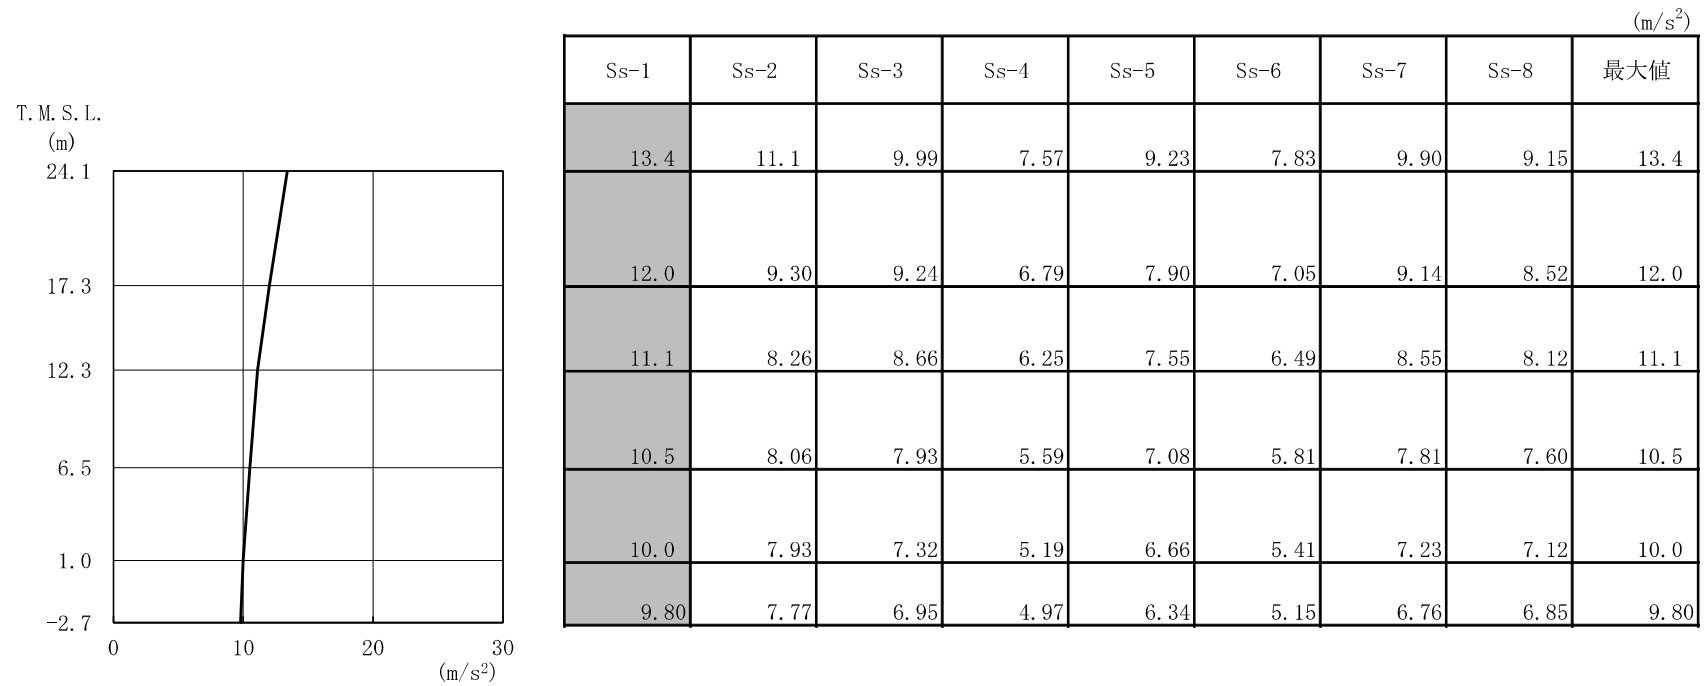 (m/s²)
Ss-1 Ss-2 Ss-3 Ss-4 Ss-5 Ss-6 Ss-7 Ss-8 最大値
T.M.S.L.
(m)
24.1 13.4 11.1 9.99 7.57 9.23 7.83 9.90 9.15 13.4
17.3 12.0 9.30 9.24 6.79 7.90 7.05 9.14 8.52 12.0
12.3 11.1 8.26 8.66 6.25 7.55 6.49 8.55 8.12 11.1
6.5 10.5 8.06 7.93 5.59 7.08 5.81 7.81 7.60 10.5
1.0 10.0 7.93 7.32 5.19 6.66 5.41 7.23 7.12 10.0
-2.7 9.80 7.77 6.95 4.97 6.34 5.15 6.76 6.85 9.80
0 10 20 30
(m/s²)